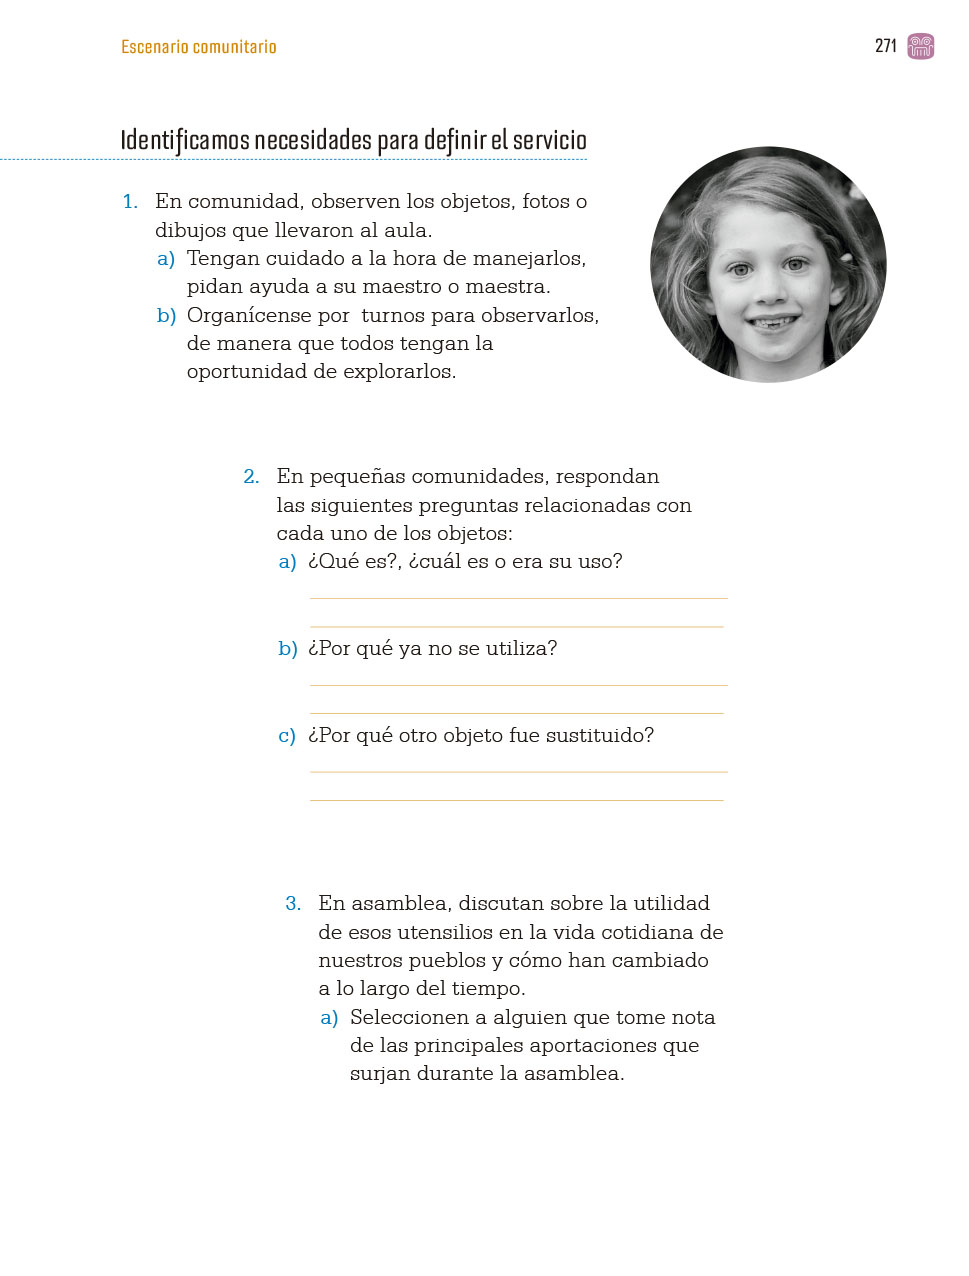 Escenario comunitario
271
Identificamos necesidades para definir el servicio
1. En comunidad, observen los objetos, fotos o
dibujos que llevaron al aula.
a) Tengan cuidado a la hora de manejarlos,
pidan ayuda a su maestro o maestra.
b) Organícense por turnos para observarlos,
de manera que todos tengan la
oportunidad de explorarlos.
2. En pequeñas comunidades, respondan
las siguientes preguntas relacionadas con
cada uno de los objetos:
a) ¿Qué es?, ¿cuál es o era su uso?
b) ¿Por qué ya no se utiliza?
c) ¿Por qué otro objeto fue sustituido?
3. En asamblea, discutan sobre la utilidad
de esos utensilios en la vida cotidiana de
nuestros pueblos y cómo han cambiado
a lo largo del tiempo.
a) Seleccionen a alguien que tome nota
de las principales aportaciones que
surjan durante la asamblea.